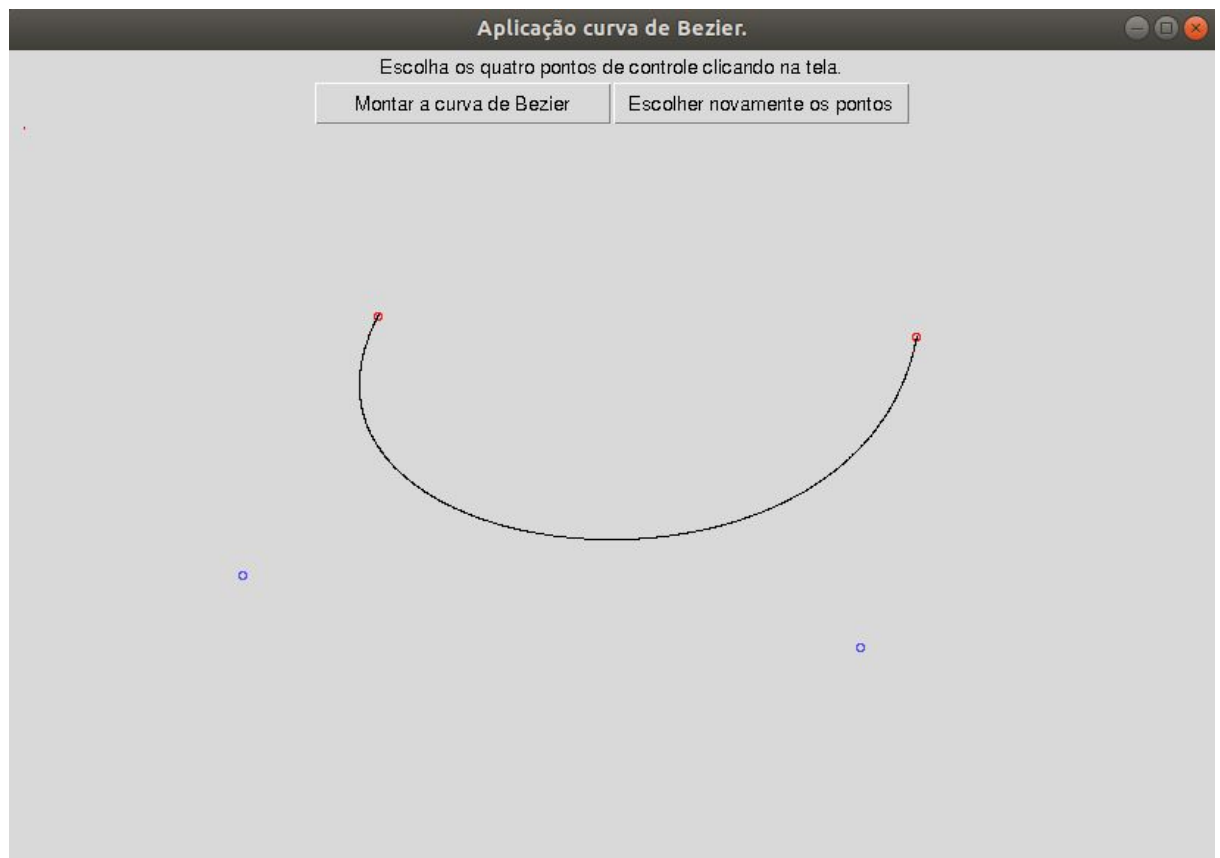 Aplicação curva de Bezier.
Escolha os quatro pontos de controle clicando na tela.
Montar a curva de Bezier
Escolher novamente os pontos